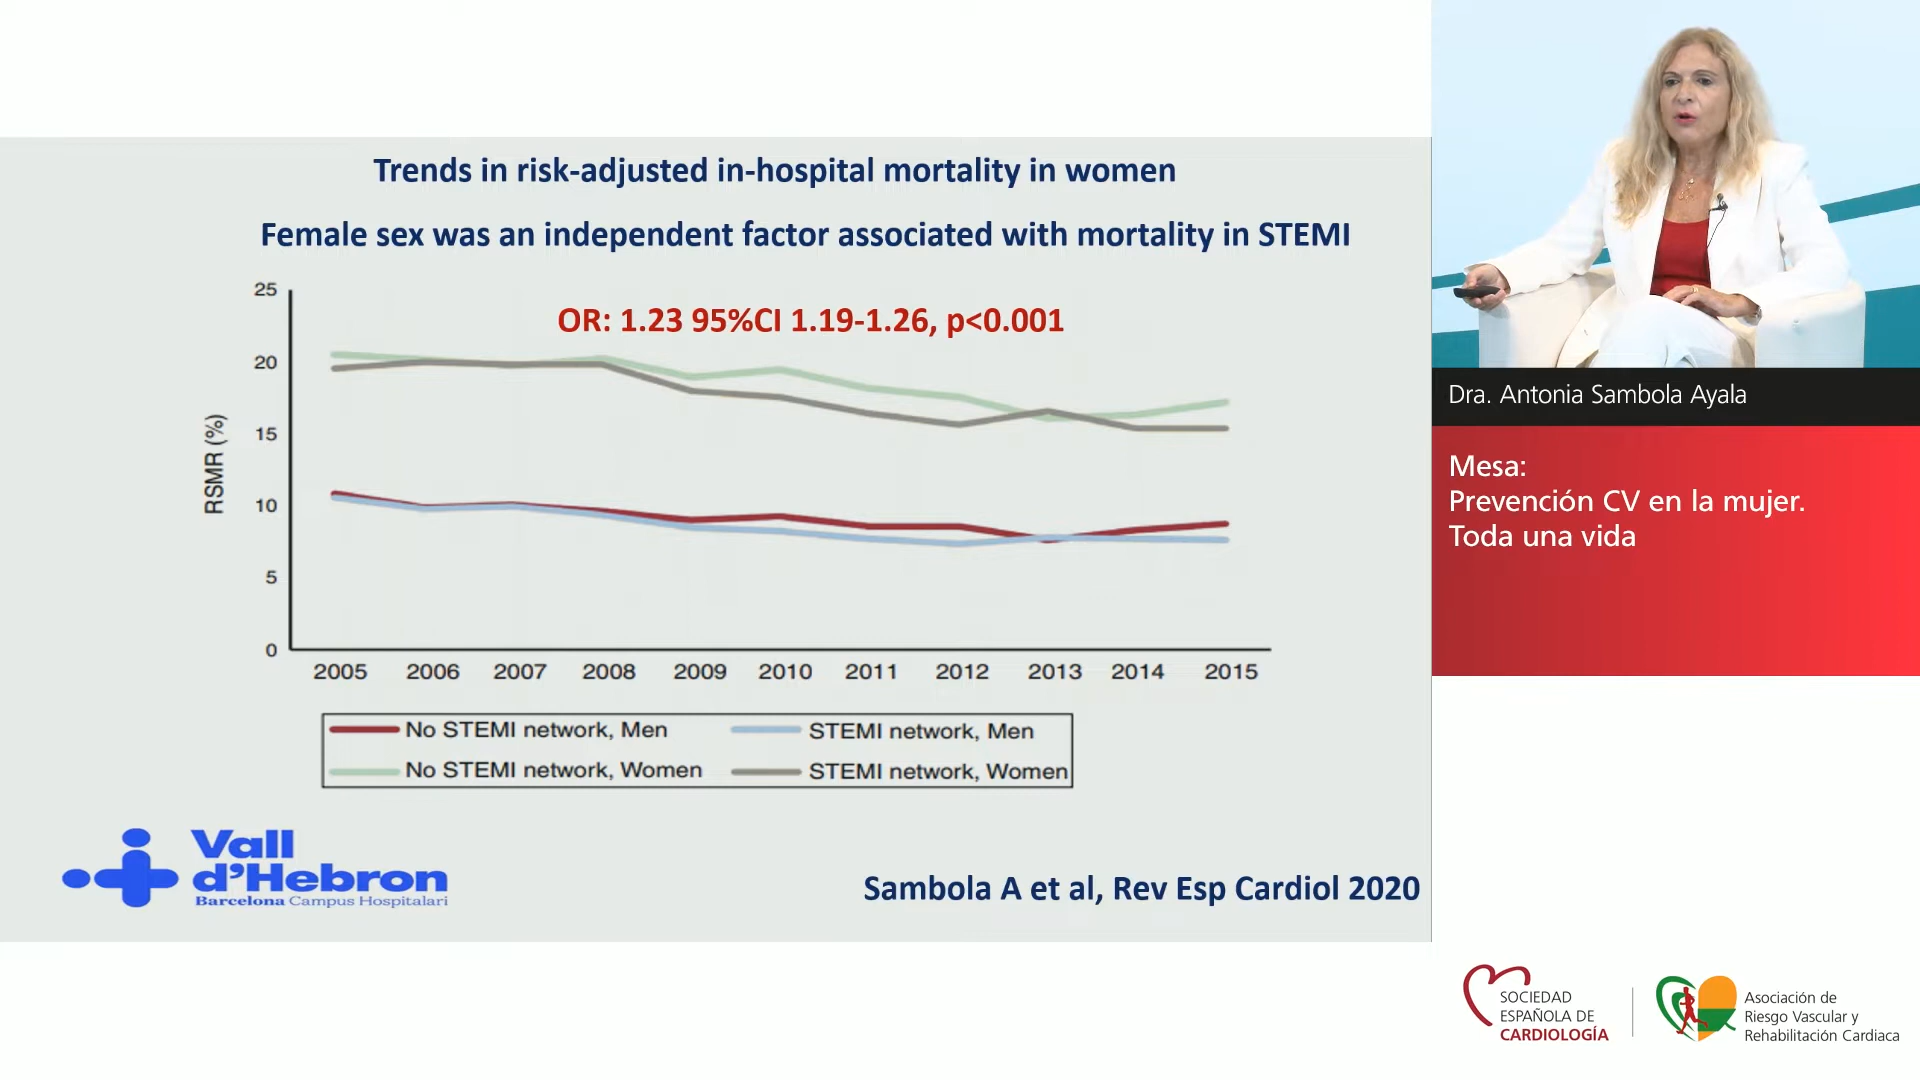 Trends in risk-adjusted in-hospital mortality in women
Female sex was an independent factor associated with mortality in STEMI
OR: 1.23 95%CI 1.19-1.26, p<0.001
RSMR (%)
25
20
15
10
5
0
2005 2006 2007 2008 2009 2010 2011 2012 2013 2014 2015
No STEMI network, Men
STEMI network, Men
No STEMI network, Women
STEMI network, Women
Vall
d'Hebron
Barcelona Campus Hospitalari
Sambola A et al, Rev Esp Cardiol 2020
Dra. Antonia Sambola Ayala
Mesa:
Prevención CV en la mujer.
Toda una vida
SOCIEDAD
ESPAÑOLA DE
CARDIOLOGÍA
Asociación de
Riesgo Vascular y
Rehabilitación Cardiaca